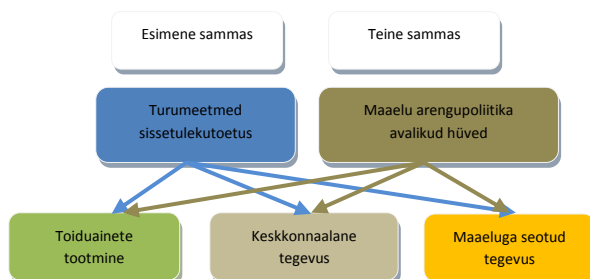 Esimene sammas
Teine sammas
Turumeetmed
sissetulekutoetus
Maaelu arengupoliitika
avalikud hüved
Toiduainete
tootmine
Keskkonnaalane
tegevus
Maaeluga seotud
tegevus